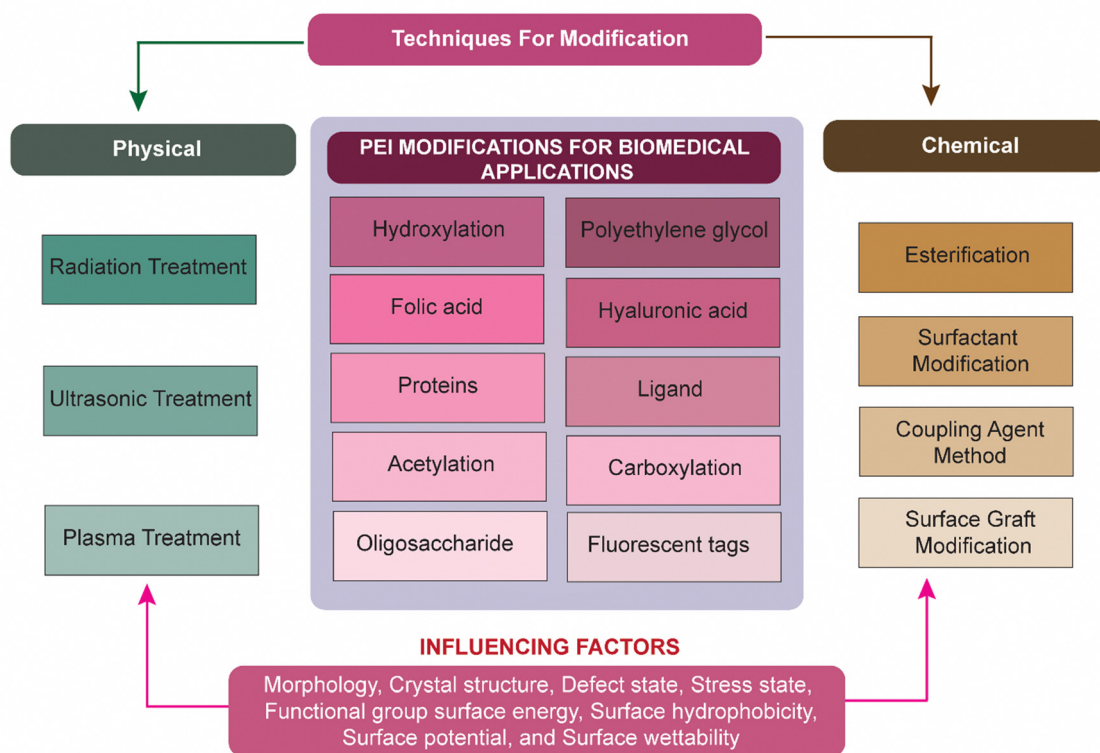 Techniques For Modification
Physical
Radiation Treatment
Ultrasonic Treatment
Plasma Treatment
PEI MODIFICATIONS FOR BIOMEDICAL
APPLICATIONS
Hydroxylation
Polyethylene glycol
Folic acid
Hyaluronic acid
Proteins
Ligand
Acetylation
Carboxylation
Oligosaccharide
Fluorescent tags
Chemical
Esterification
Surfactant
Modification
Coupling Agent
Method
Surface Graft
Modification
INFLUENCING FACTORS
Morphology, Crystal structure, Defect state, Stress state,
Functional group surface energy, Surface hydrophobicity,
Surface potential, and Surface wettability